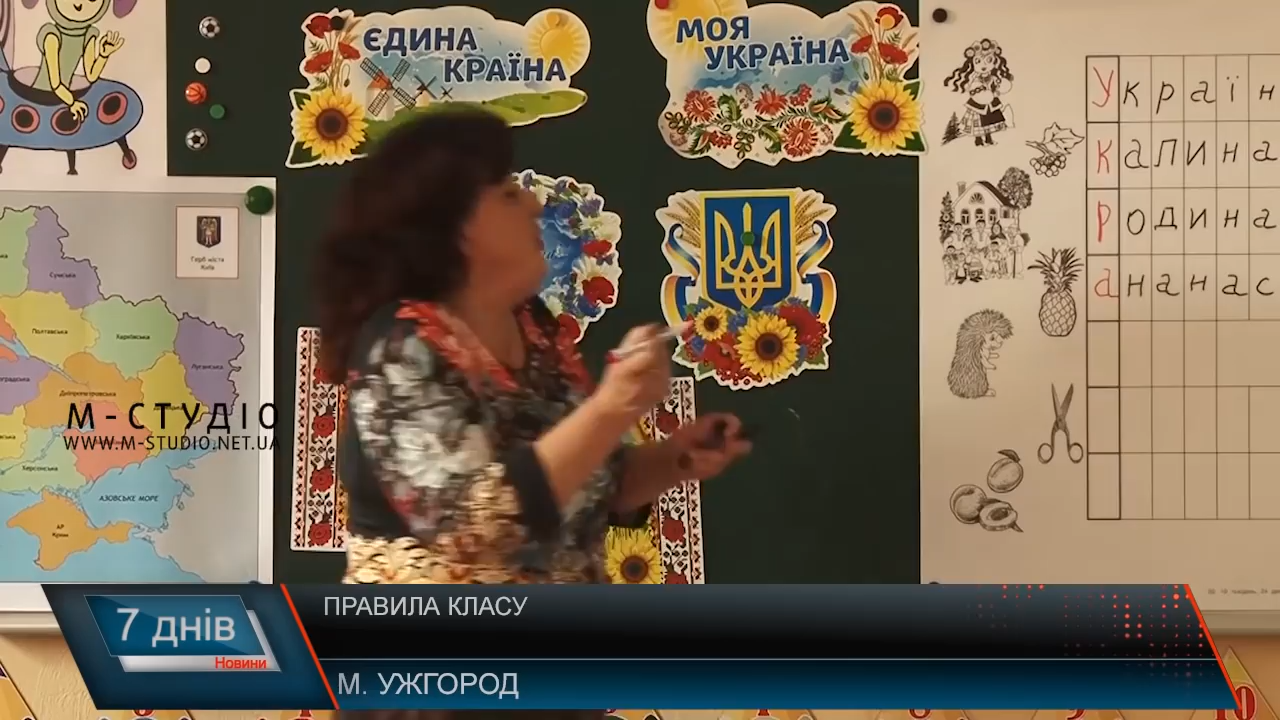 ЄДИНА
КРАЇНА
МОЯ
УКРАЇНА
Герб міста
Київ
Сумська
Полтавська
Харківська
Луганська
Дніпропетровська
Херсонська
АЗОВСЬКЕ МОРЕ
АР
Крим
Україн
калина
родина
ананас
М-СТУДІО
WWW.M-STUDIO.NET.UA
7 днів
Новини
ПРАВИЛА КЛАСУ
М. УЖГОРОД